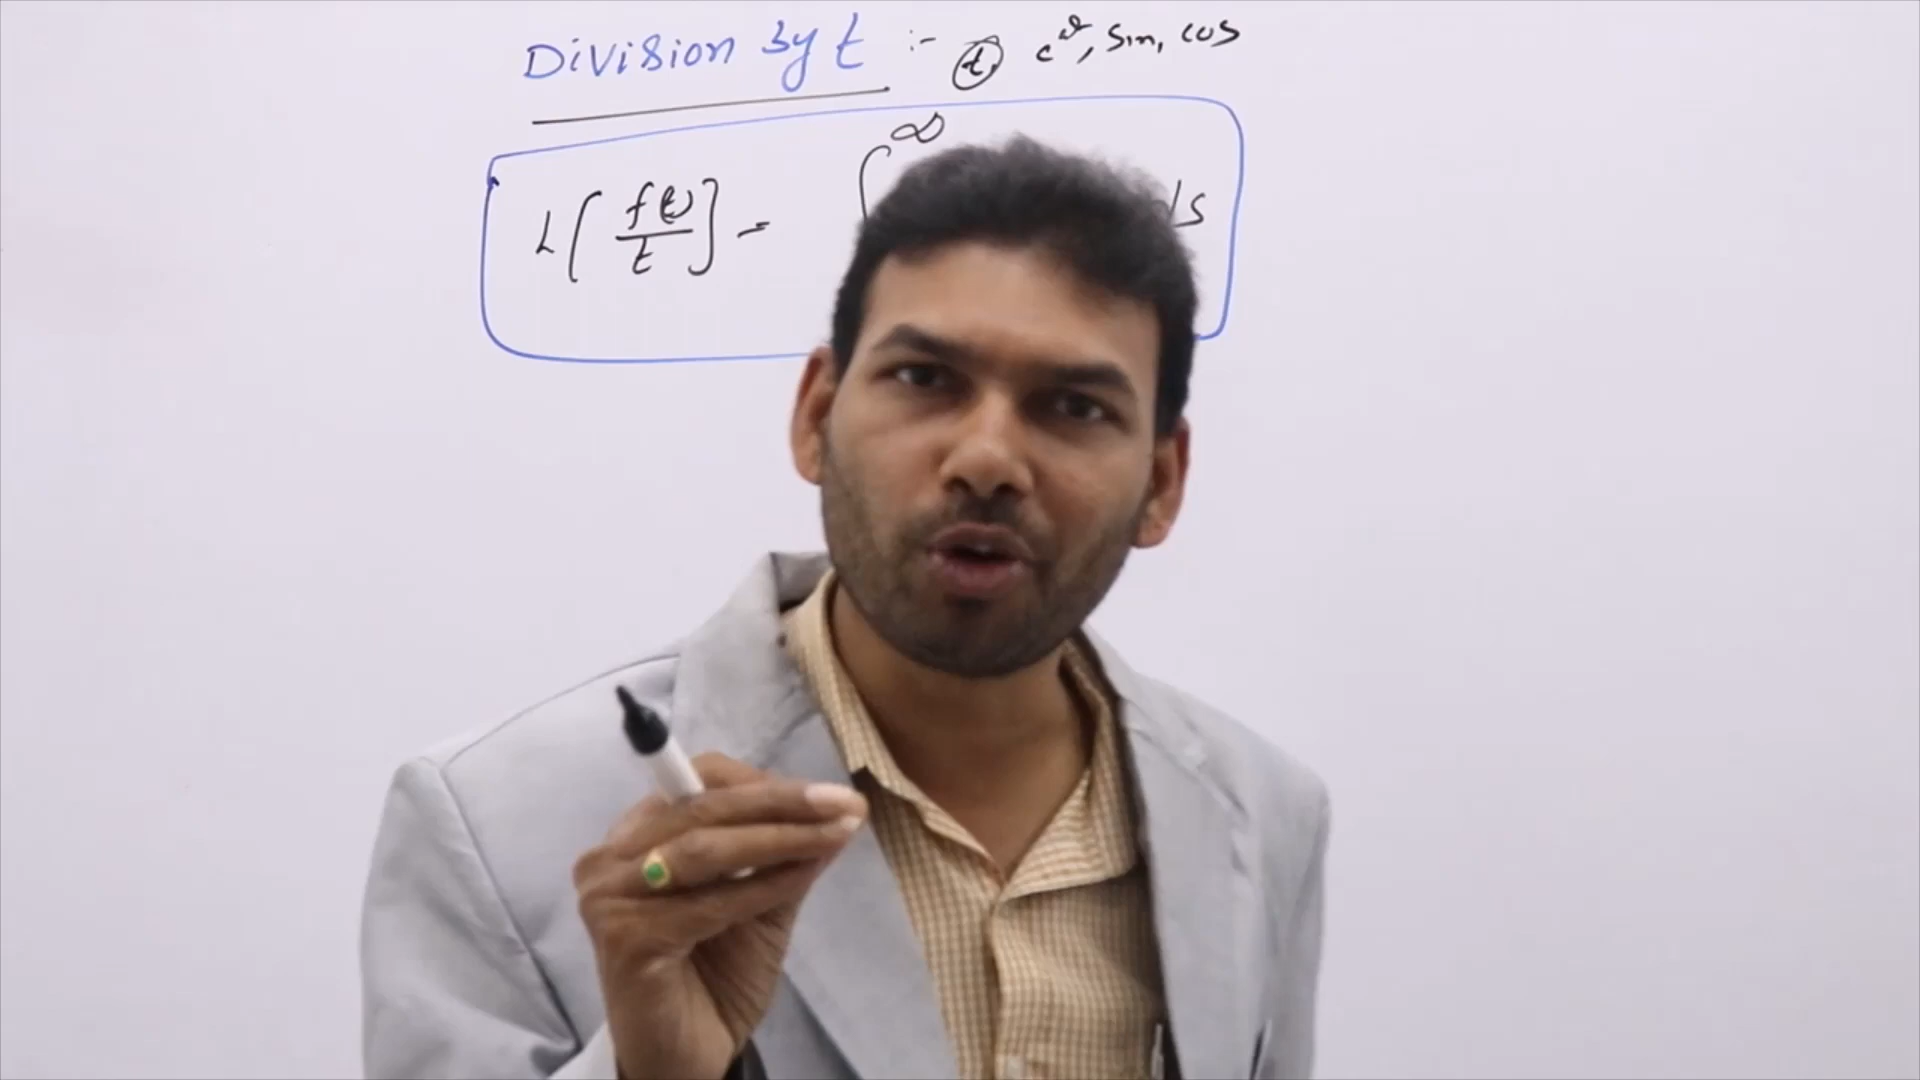 Division by t :- t, e^at, sin, cos
L[f(t)/t] = ∫^∞ ds